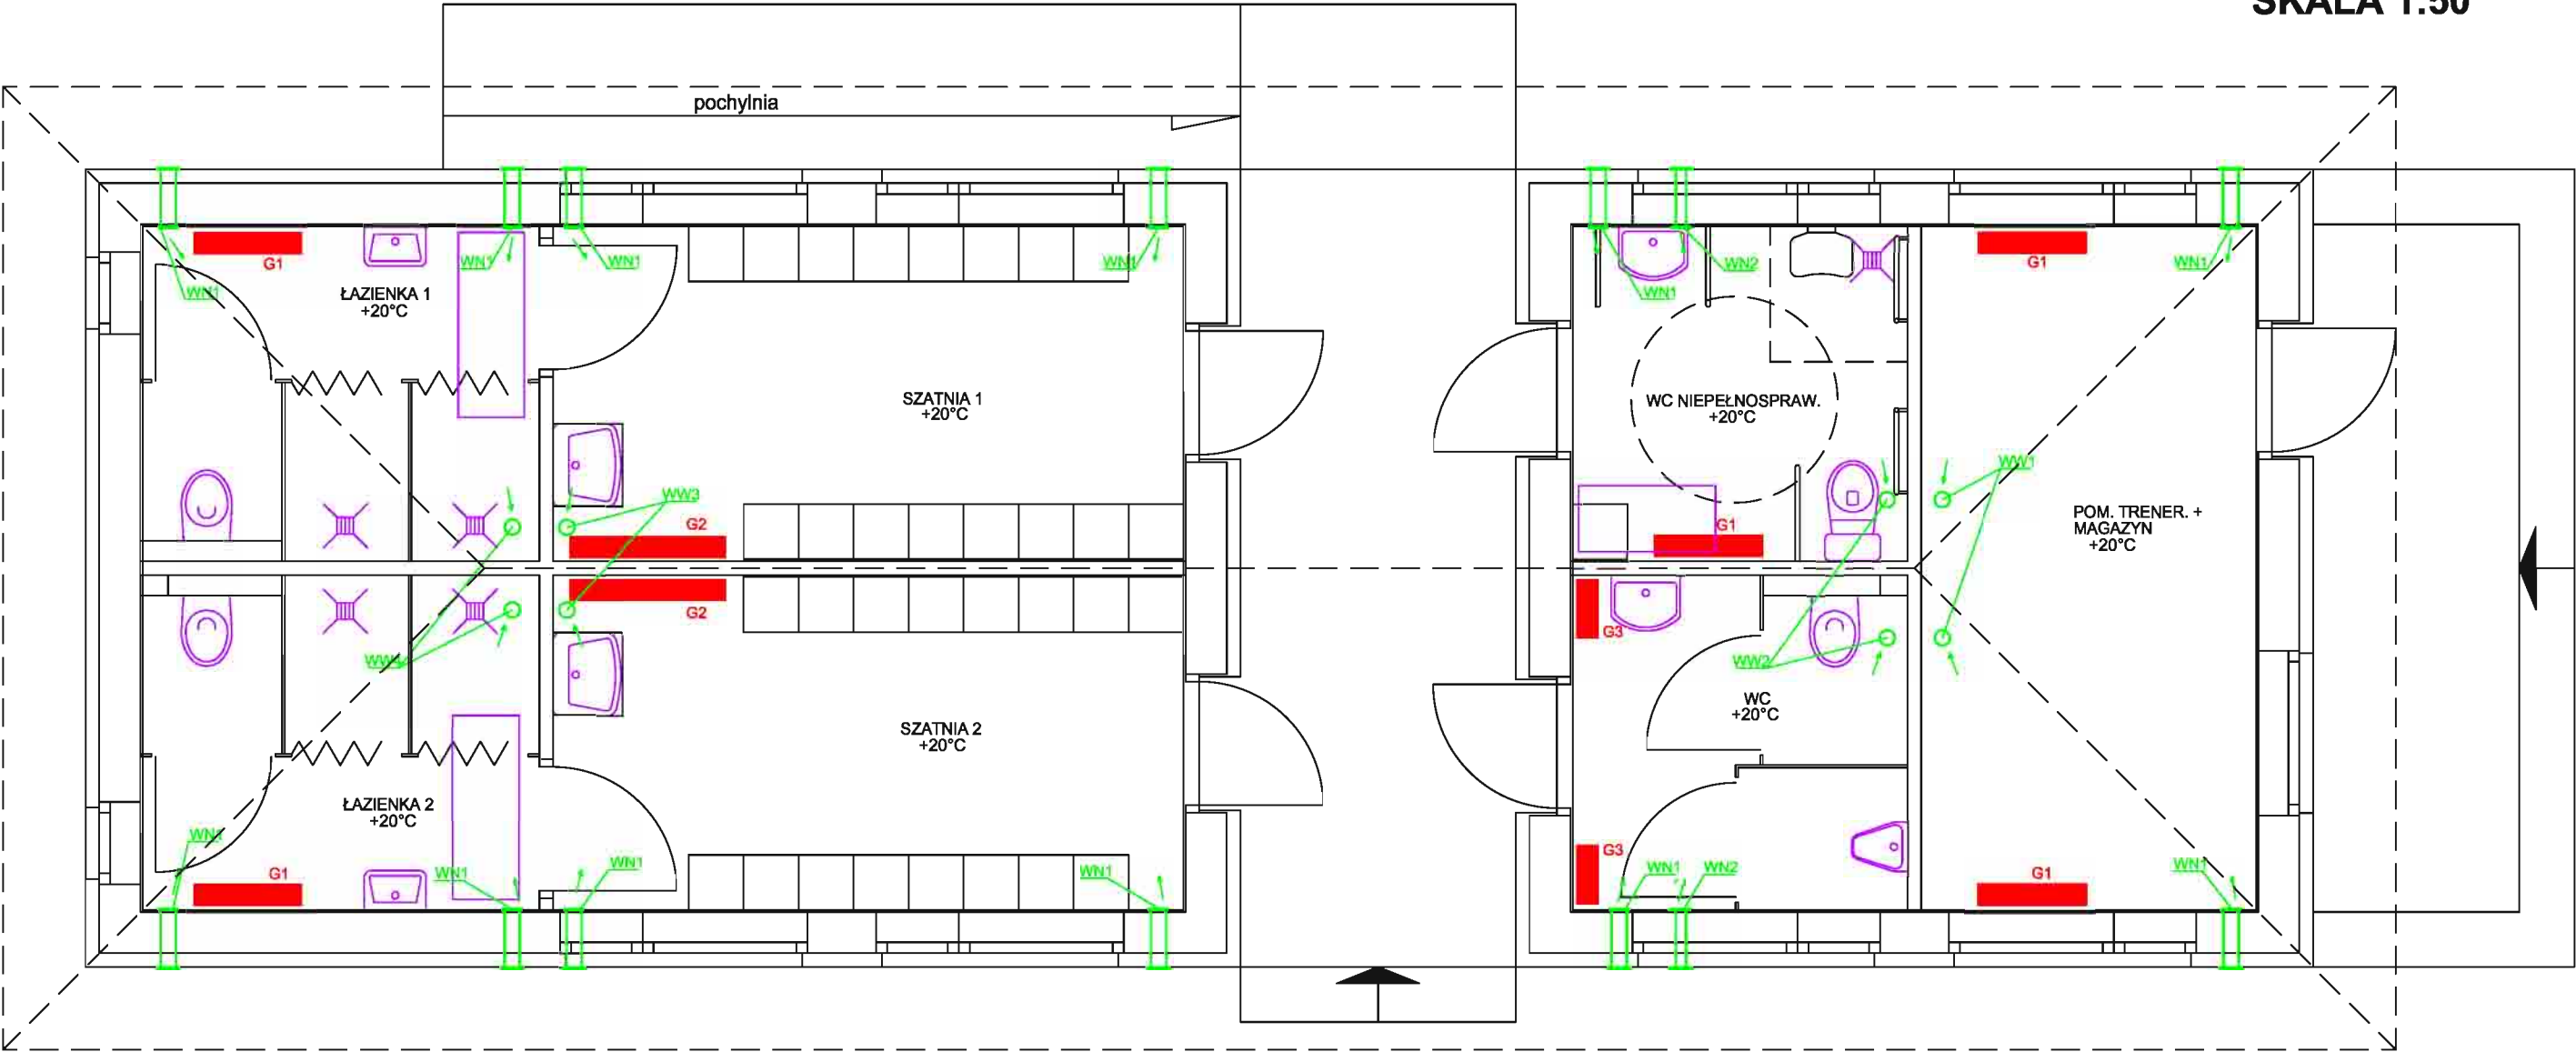 SKALA 1:50
pochylnia
G1
WN1
WN1
WN1
WN1
WN1
WN2
WN1
G1
WN1
ŁAZIENKA 1
+20°C
SZATNIA 1
+20°C
WC NIEPEŁNOSPRAW.
+20°C
WW1
WW3
G2
G1
POM. TRENER. +
MAGAZYN
+20°C
G2
G3
WW2
WC
+20°C
SZATNIA 2
+20°C
ŁAZIENKA 2
+20°C
WN1
G1
WN1
WN1
WN1
G3
WN1
WN2
G1
WN1